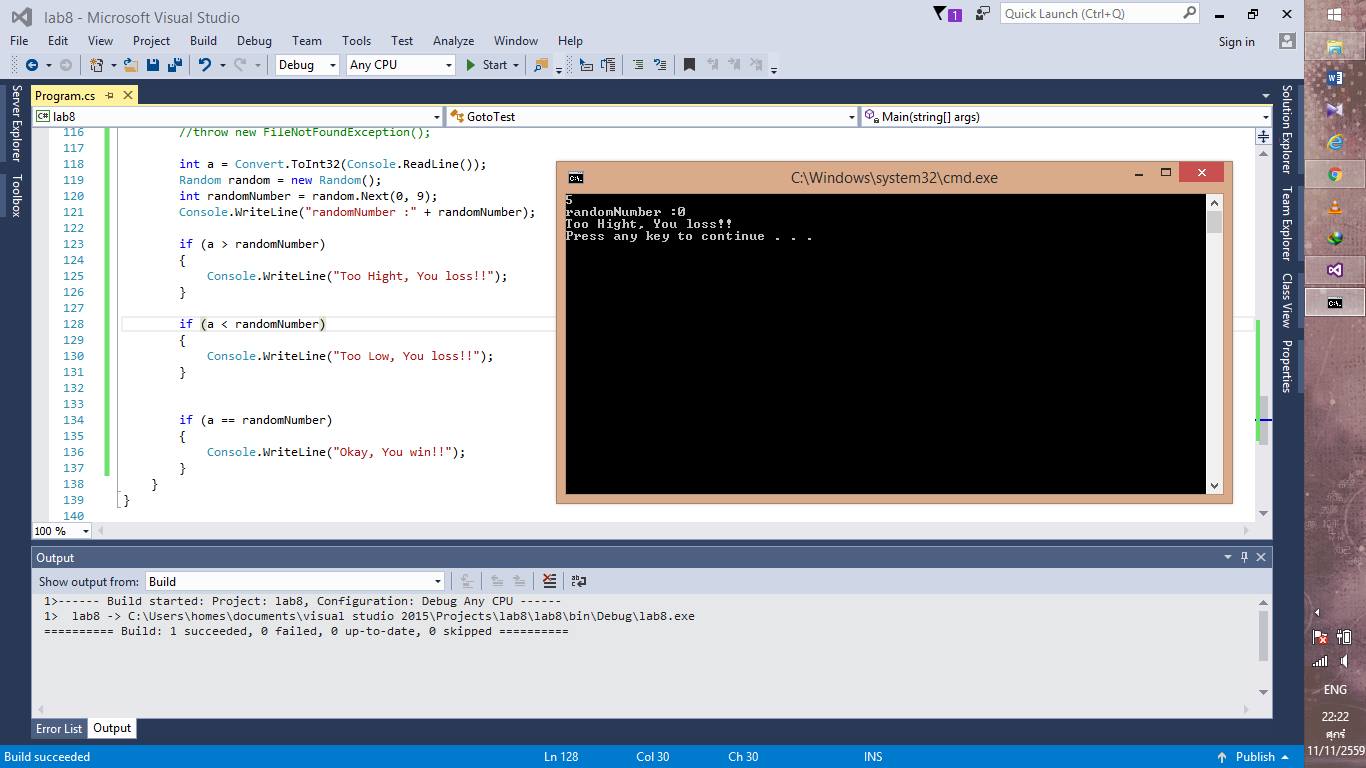 lab8 - Microsoft Visual Studio
1
Quick Launch (Ctrl+Q)
File Edit View Project Build Debug Team Tools Test Analyze Window Help
Sign in
Debug Any CPU Start
Server Explorer
Toolbox
Program.cs
C# lab8
GotoTest
Main(string[] args)
116 //throw new FileNotFoundException();
117
118 int a = Convert.ToInt32(Console.ReadLine());
119 Random random = new Random();
120 int randomNumber = random.Next(0, 9);
121 Console.WriteLine("randomNumber :" + randomNumber);
122
123 if (a > randomNumber)
124 {
125 Console.WriteLine("Too Hight, You loss!!");
126 }
127
128 if (a < randomNumber)
129 {
130 Console.WriteLine("Too Low, You loss!!");
131 }
132
133
134 if (a == randomNumber)
135 {
136 Console.WriteLine("Okay, You win!!");
137 }
138 }
139 }
140
C:\Windows\system32\cmd.exe
5
randomNumber :0
Too Hight, You loss!!
Press any key to continue . . .
Solution Explorer
Team Explorer
Class View
Properties
100 %
Output
Show output from: Build
1>------ Build started: Project: lab8, Configuration: Debug Any CPU ------
1> lab8 -> C:\Users\homes\documents\visual studio 2015\Projects\lab8\lab8\bin\Debug\lab8.exe
========== Build: 1 succeeded, 0 failed, 0 up-to-date, 0 skipped ==========
Error List Output
Build succeeded Ln 128 Col 30 Ch 30 INS Publish
ENG
22:22
ศุกร์
11/11/2559